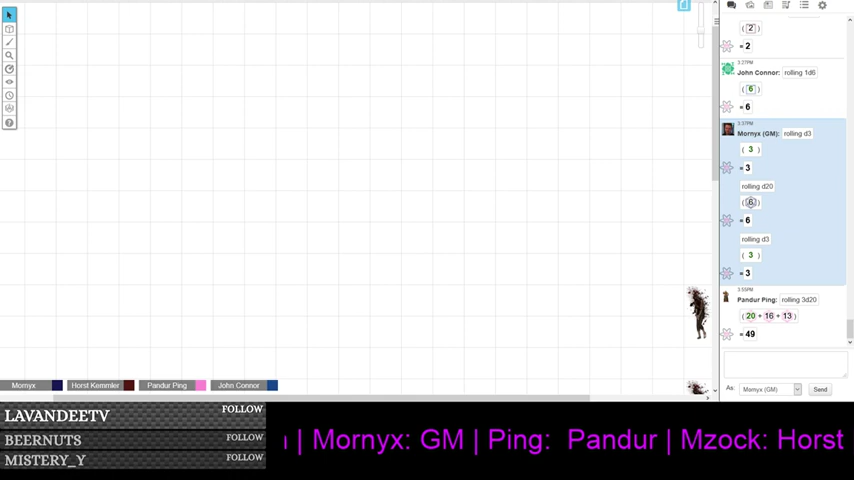 ( 2 )
= 2
3:27PM
John Connor: rolling 1d6
( 6 )
= 6
3:37PM
Mornyx (GM): rolling d3
( 3 )
= 3
rolling d20
( 6 )
= 6
rolling d3
( 3 )
= 3
3:55PM
Pandur Ping: rolling 3d20
( 20 + 16 + 13 )
= 49
As: Mornyx (GM) Send
Mornyx Horst Kemmler Pandur Ping John Connor
LAVANDEETV FOLLOW
BEERNUTS FOLLOW
MISTERY_Y FOLLOW
| Mornyx: GM | Ping: Pandur | Mzock: Horst